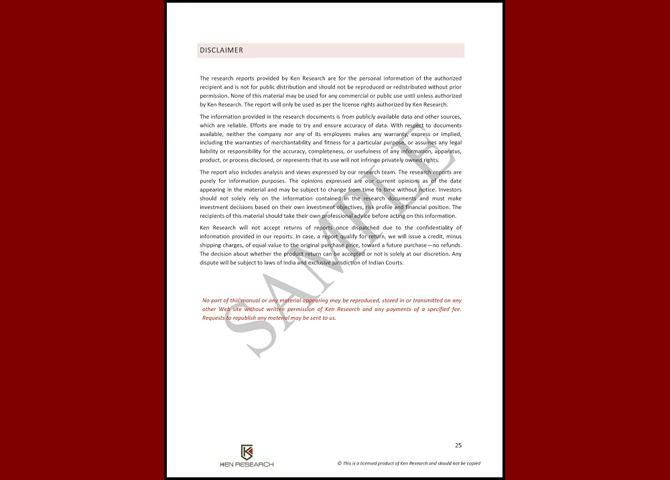 DISCLAIMER
The research reports provided by Ken Research are for the personal information of the authorized
recipient and is not for public distribution and should not be reproduced or redistributed without prior
permission. None of this material may be used for any commercial or public use until unless authorized
by Ken Research. The report will only be used as per the license rights authorized by Ken Research.
The information provided in the research documents is from publicly available data and other sources,
which are reliable. Efforts are made to try and ensure accuracy of data. With respect to documents
available, neither the company nor any of its employees makes any warranty, express or implied,
including the warranties of merchantability and fitness for a particular purpose, or assumes any legal
liability or responsibility for the accuracy, completeness, or usefulness of any information, apparatus,
product, or process disclosed, or represents that its use will not infringe privately owned rights.
The report also includes analysis and views expressed by our research team. The research reports are
purely for information purposes. The opinions expressed are our current opinions as of the date
appearing in the material and may be subject to change from time to time without notice. Investors
should not solely rely on the information contained in the research documents and must make
investment decisions based on their own investment objectives, risk profile and financial position. The
recipients of this material should take their own professional advice before acting on this information.
Ken Research will not accept returns of reports once dispatched due to the confidentiality of
information provided in our reports. In case, a report qualify for return, we will issue a credit, minus
shipping charges, of equal value to the original purchase price, toward a future purchase—no refunds.
The decision about whether the product return can be accepted or not is solely at our discretion. Any
dispute will be subject to laws of India and exclusive jurisdiction of Indian Courts.
SAMPLE
No part of this manual or any material appearing may be reproduced, stored in or transmitted on any
other Web site without written permission of Ken Research and any payments of a specified fee.
Requests to republish any material may be sent to us.
25
KEN RESEARCH
© This is a licensed product of Ken Research and should not be copied